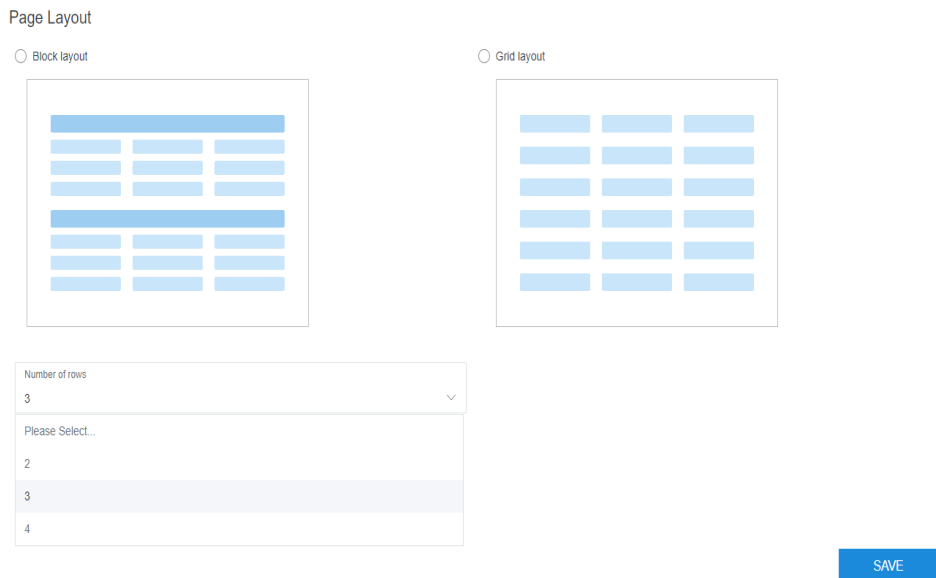 Page Layout
Block layout
Grid layout
Number of rows
3
Please Select...
2
3
4
SAVE